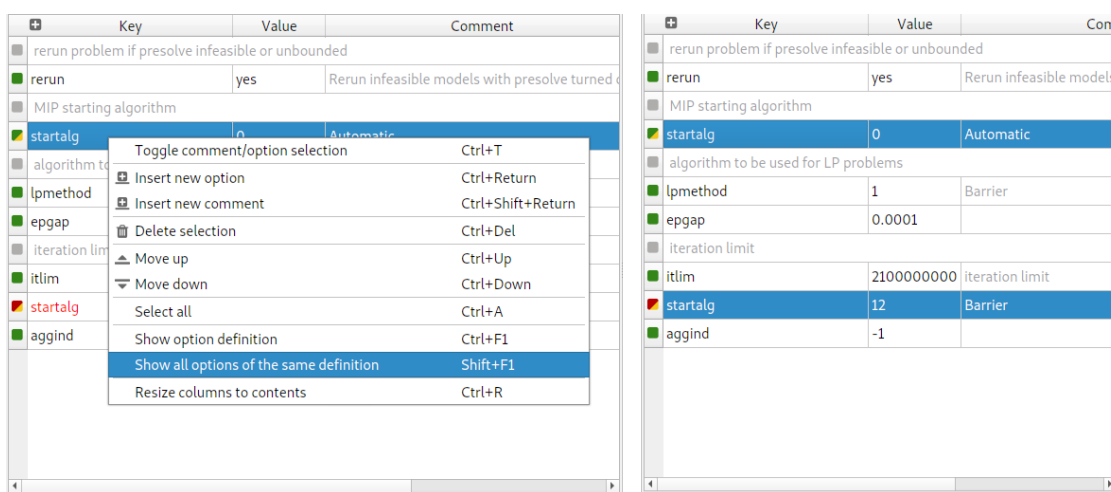 Key Value Comment
rerun problem if presolve infeasible or unbounded
rerun yes Rerun infeasible models with presolve turned
MIP starting algorithm
startalg 0 Automatic
algorithm
lpmethod
epgap
iteration
itlim
startalg
aggind
Toggle comment/option selection Ctrl+T
Insert new option Ctrl+Return
Insert new comment Ctrl+Shift+Return
Delete selection Ctrl+Del
Move up Ctrl+Up
Move down Ctrl+Down
Select all Ctrl+A
Show option definition Ctrl+F1
Show all options of the same definition Shift+F1
Resize columns to contents Ctrl+R
Key Value Com
rerun problem if presolve infeasible or unbounded
rerun yes Rerun infeasible models
MIP starting algorithm
startalg 0 Automatic
algorithm to be used for LP problems
lpmethod 1 Barrier
epgap 0.0001
iteration limit
itlim 2100000000 iteration limit
startalg 12 Barrier
aggind -1